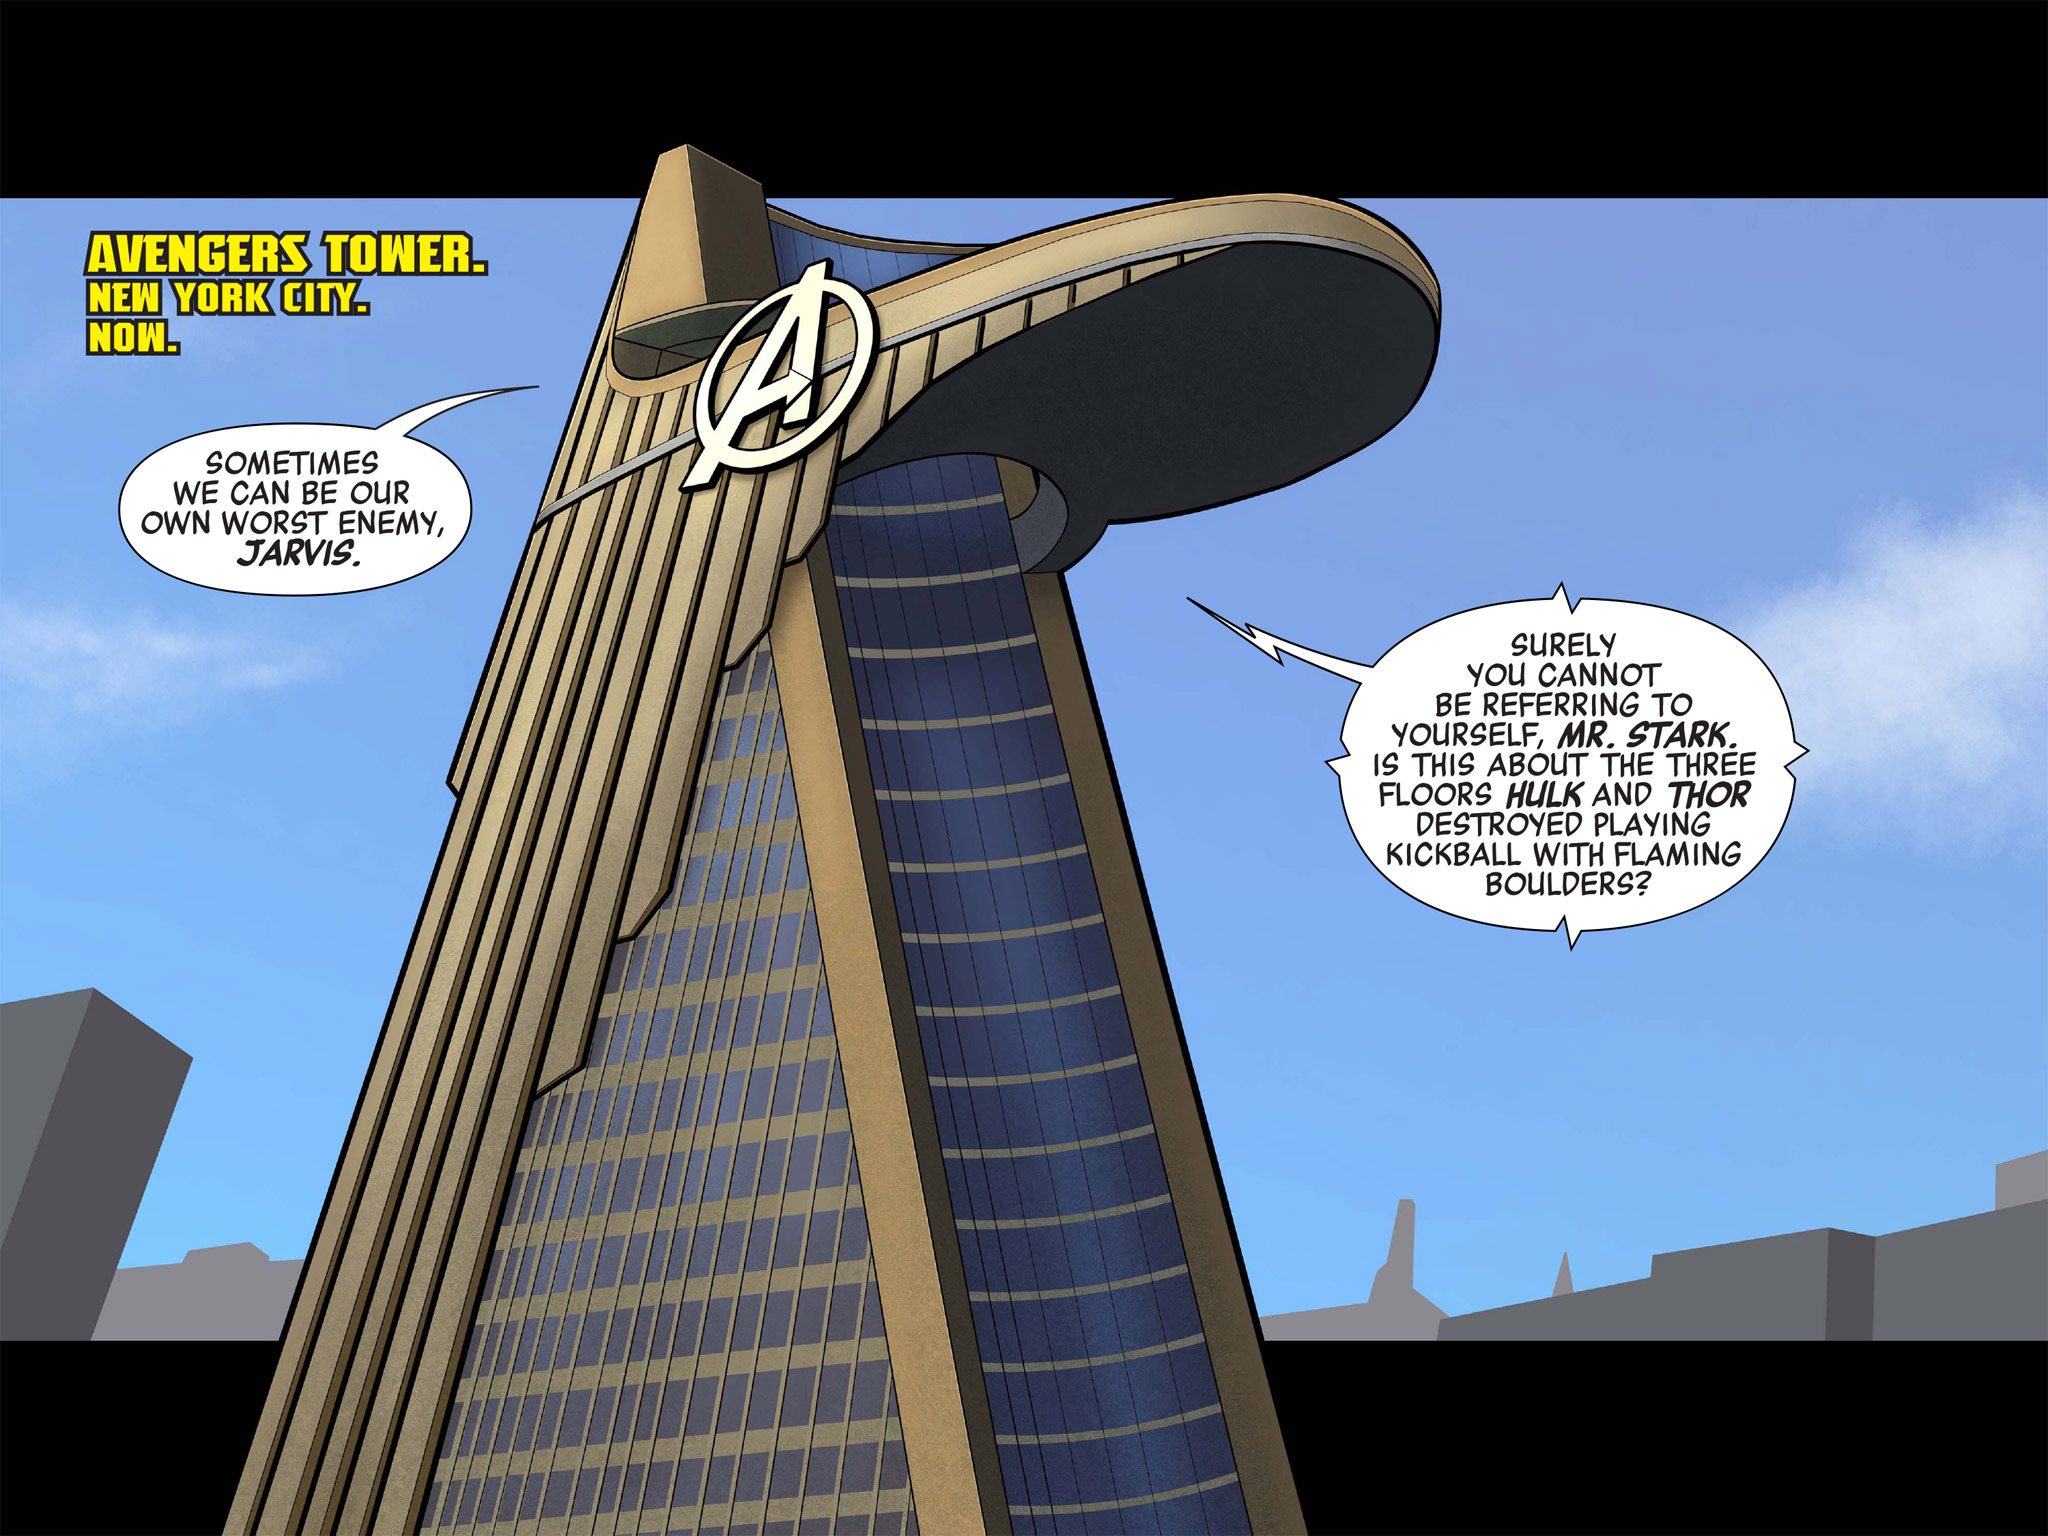 AVENGERS TOWER.
NEW YORK CITY.
NOW.
SOMETIMES
WE CAN BE OUR
OWN WORST ENEMY,
JARVIS.
SURELY
YOU CANNOT
BE REFERRING TO
YOURSELF, MR. STARK.
IS THIS ABOUT THE THREE
FLOORS HULK AND THOR
DESTROYED PLAYING
KICKBALL WITH FLAMING
BOULDERS?